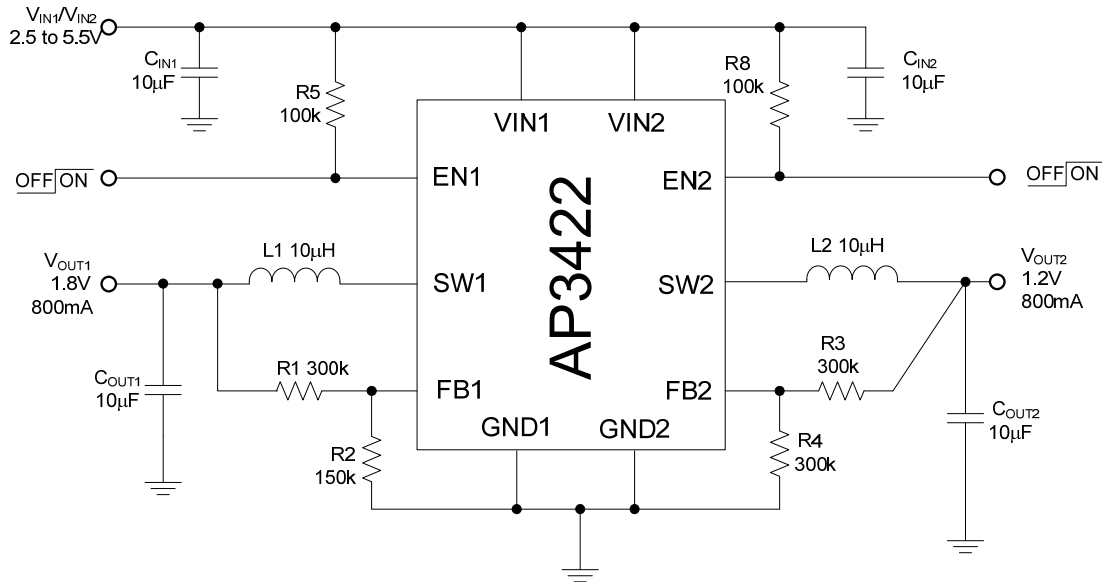 VIN1/VIN2
2.5 to 5.5V
CIN1
10μF
R5
100k
VIN1
VIN2
R8
100k
CIN2
10μF
OFF ON
EN1
EN2
OFF ON
AP3422
VOUT1
1.8V
800mA
L1 10μH
SW1
SW2
L2 10μH
VOUT2
1.2V
800mA
COUT1
10μF
R1 300k
FB1
FB2
R3
300k
R2
150k
GND1
GND2
R4
300k
COUT2
10μF